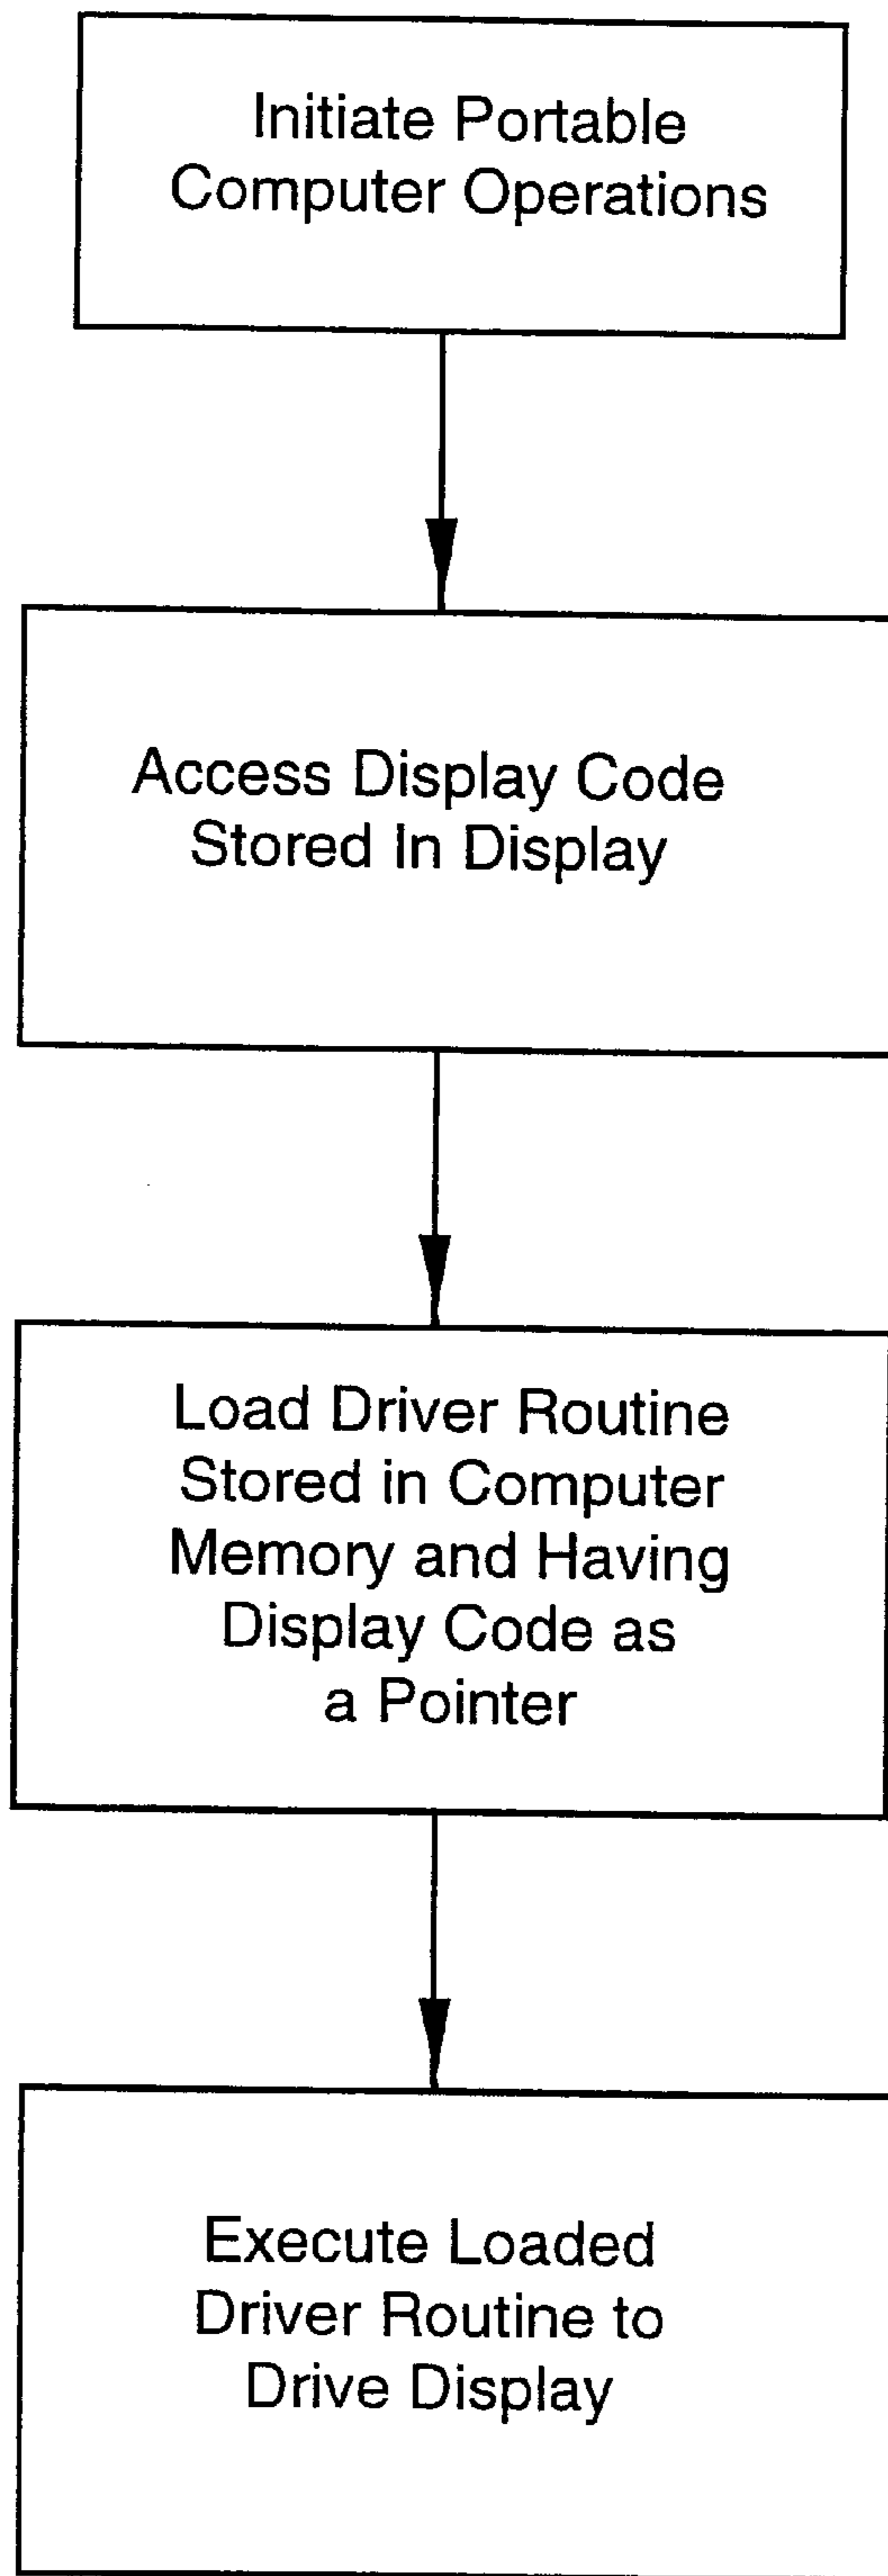 Initiate Portable
Computer Operations
Access Display Code
Stored In Display
Load Driver Routine
Stored in Computer
Memory and Having
Display Code as
a Pointer
Execute Loaded
Driver Routine to
Drive Display